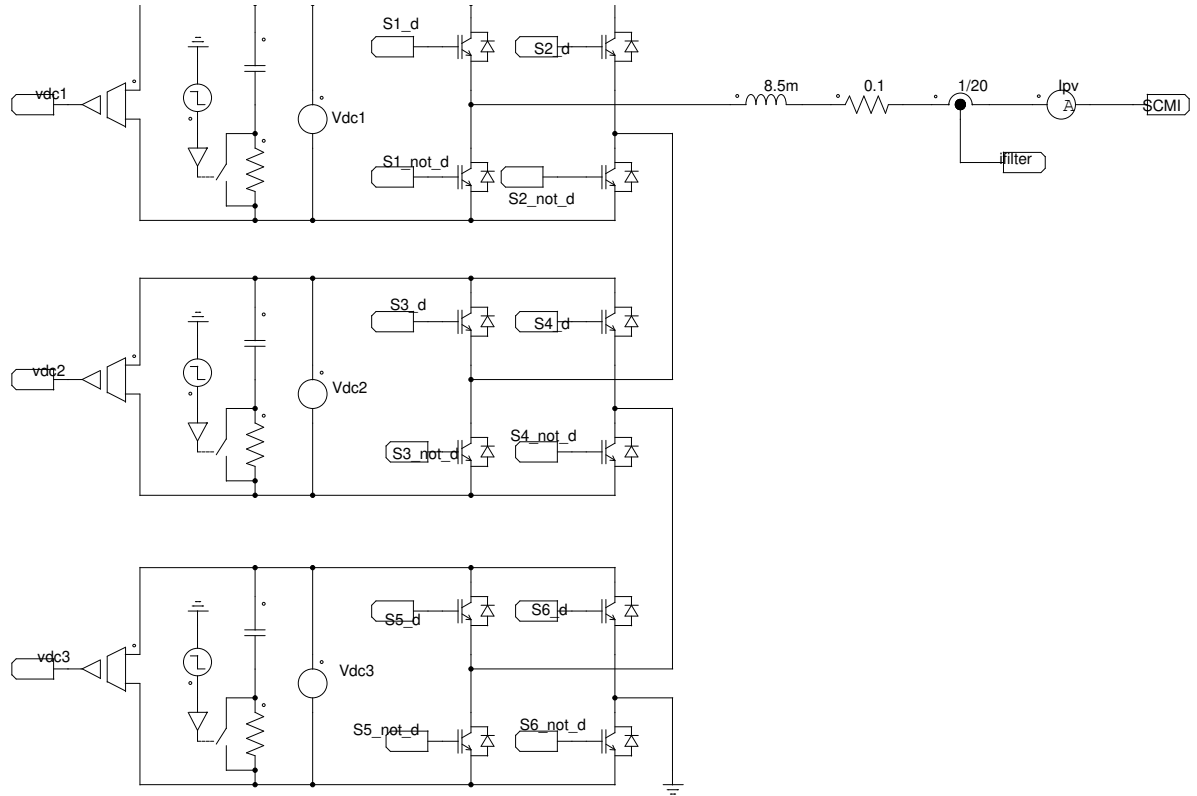 S1_d
S2_d
vdc1
Vdc1
8.5m
0.1
1/20
Ipv
A
SCMI
ifilter
S1_not_d
S2_not_d
S3_d
S4_d
vdc2
Vdc2
S3_not_d
S4_not_d
S5_d
S6_d
vdc3
Vdc3
S5_not_d
S6_not_d